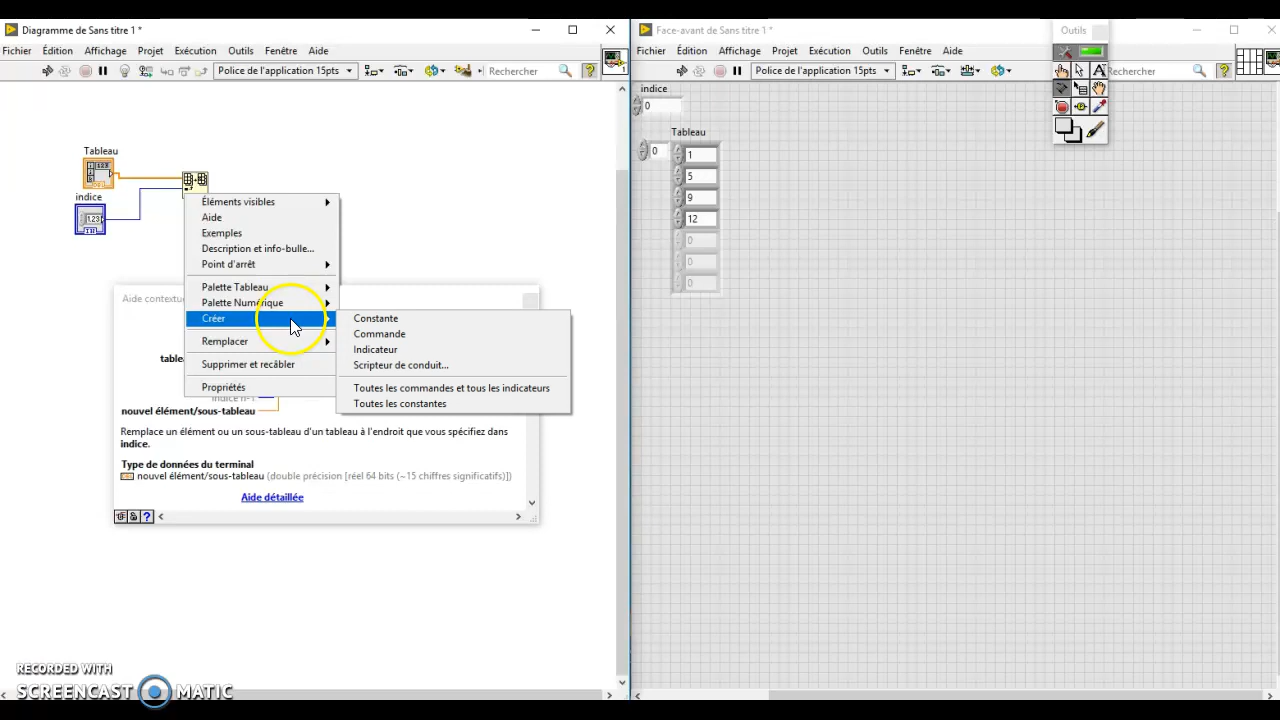 Diagramme de Sans titre 1 *
Fichier Édition Affichage Projet Exécution Outils Fenêtre Aide
Police de l'application 15pts Rechercher
Tableau
indice
Éléments visibles
Aide
Exemples
Description et info-bulle...
Point d'arrêt
Palette Tableau
Palette Numérique
Créer
Remplacer
Supprimer et recâbler
Propriétés
Constante
Commande
Indicateur
Scripteur de conduit...
Toutes les commandes et tous les indicateurs
Toutes les constantes
nouvel élément/sous-tableau
Remplace un élément ou un sous-tableau d'un tableau à l'endroit que vous spécifiez dans
indice.
Type de données du terminal
nouvel élément/sous-tableau (double précision [réel 64 bits (~15 chiffres significatifs)])
Aide détaillée
RECORDED WITH
SCREENCAST MATIC
Face-avant de Sans titre 1 *
Fichier Édition Affichage Projet Exécution Outils Fenêtre Aide
Police de l'application 15pts Rechercher
Outils
indice
0
Tableau
0 1
5
9
12
0
0
0